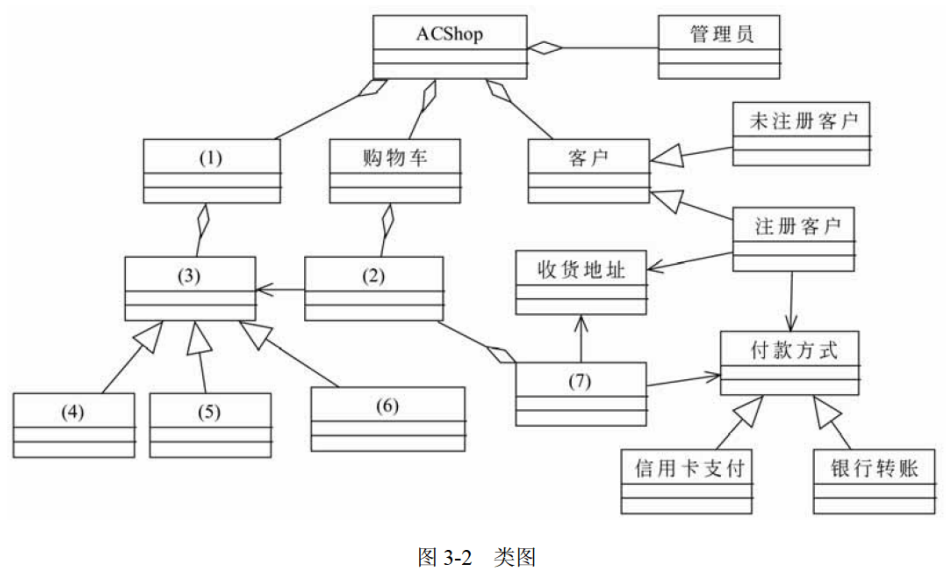 ACShop
管理员
未注册客户
(1)
购物车
客户
注册客户
收货地址
(3)
(2)
付款方式
(7)
(4)
(5)
(6)
信用卡支付
银行转账
图 3-2 类图